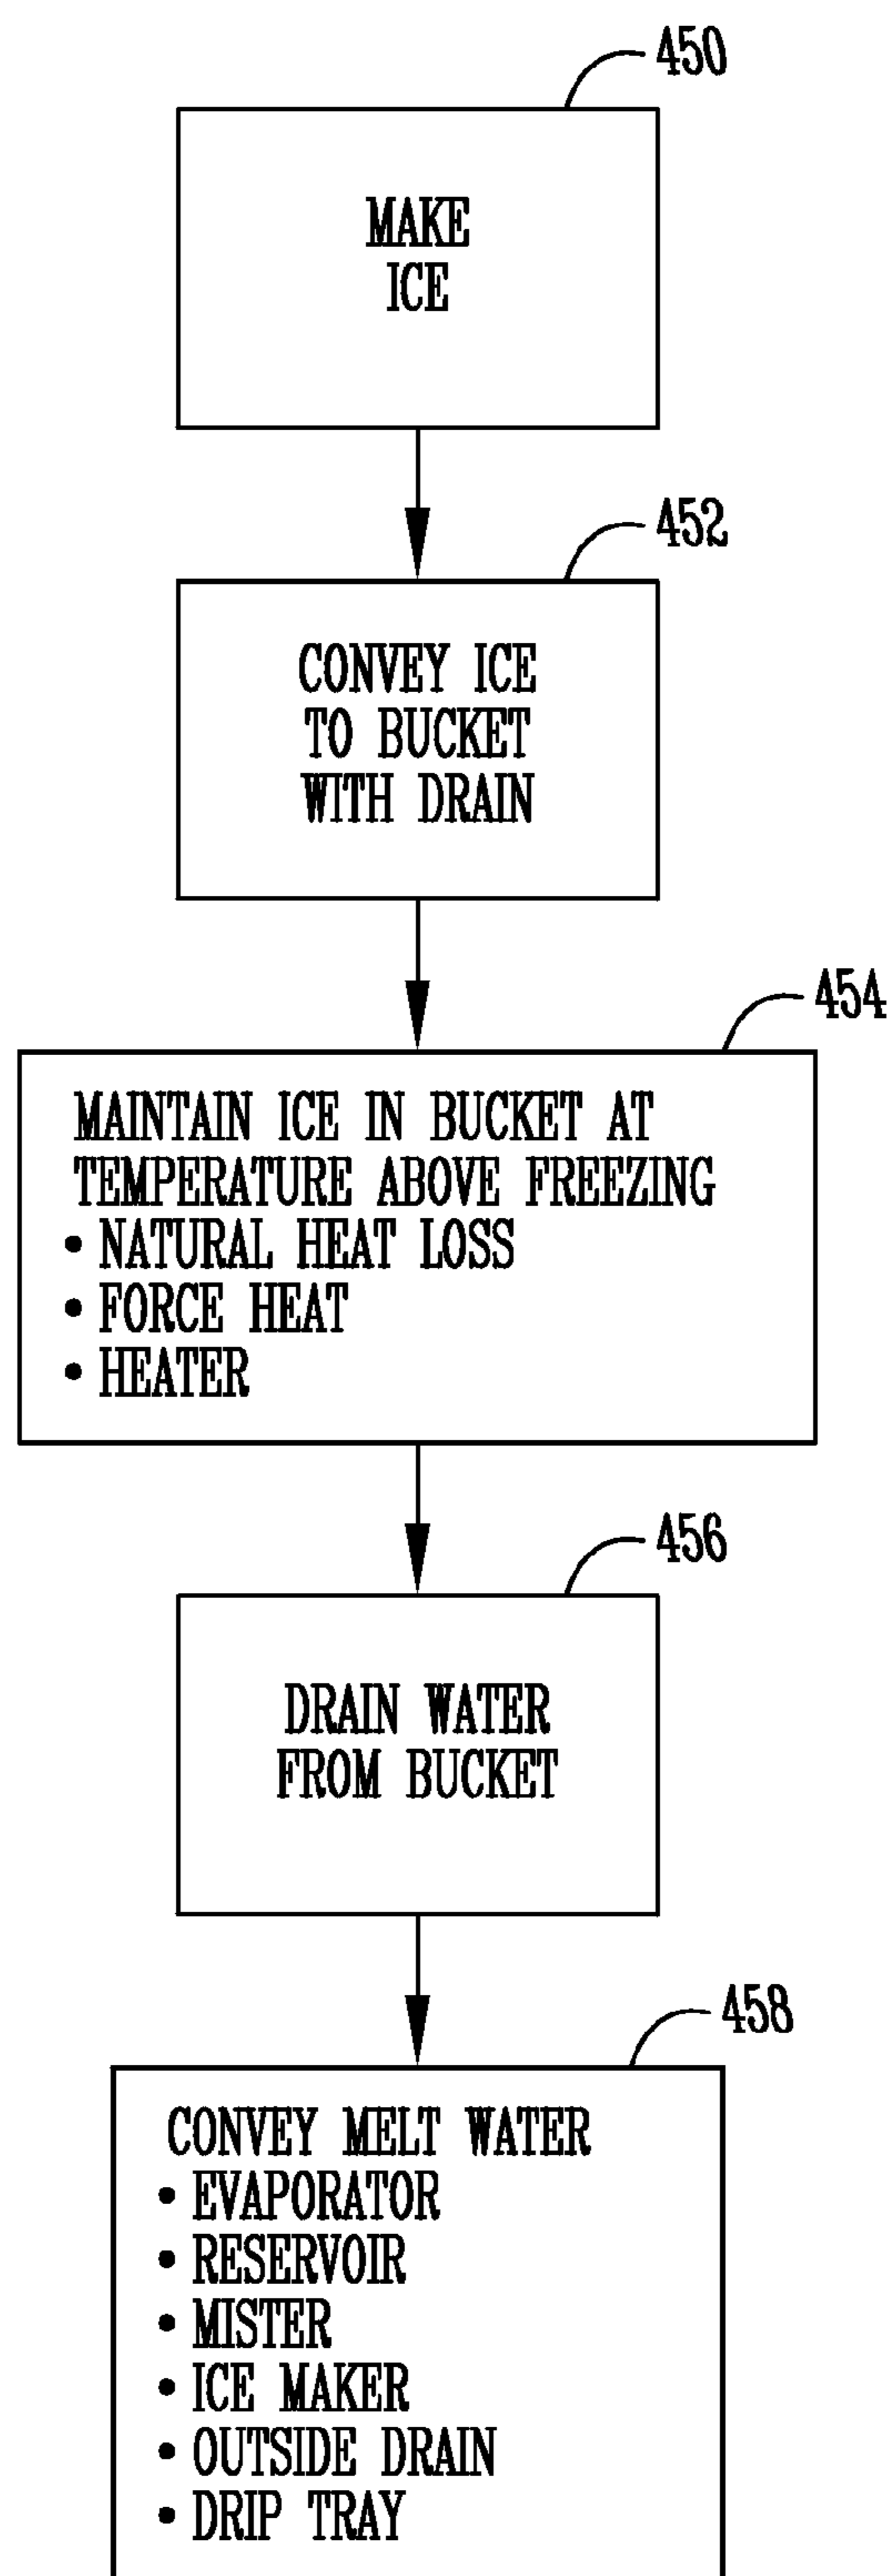 450
MAKE
ICE
452
CONVEY ICE
TO BUCKET
WITH DRAIN
454
MAINTAIN ICE IN BUCKET AT
TEMPERATURE ABOVE FREEZING
• NATURAL HEAT LOSS
• FORCE HEAT
• HEATER
456
DRAIN WATER
FROM BUCKET
458
CONVEY MELT WATER
• EVAPORATOR
• RESERVOIR
• MISTER
• ICE MAKER
• OUTSIDE DRAIN
• DRIP TRAY